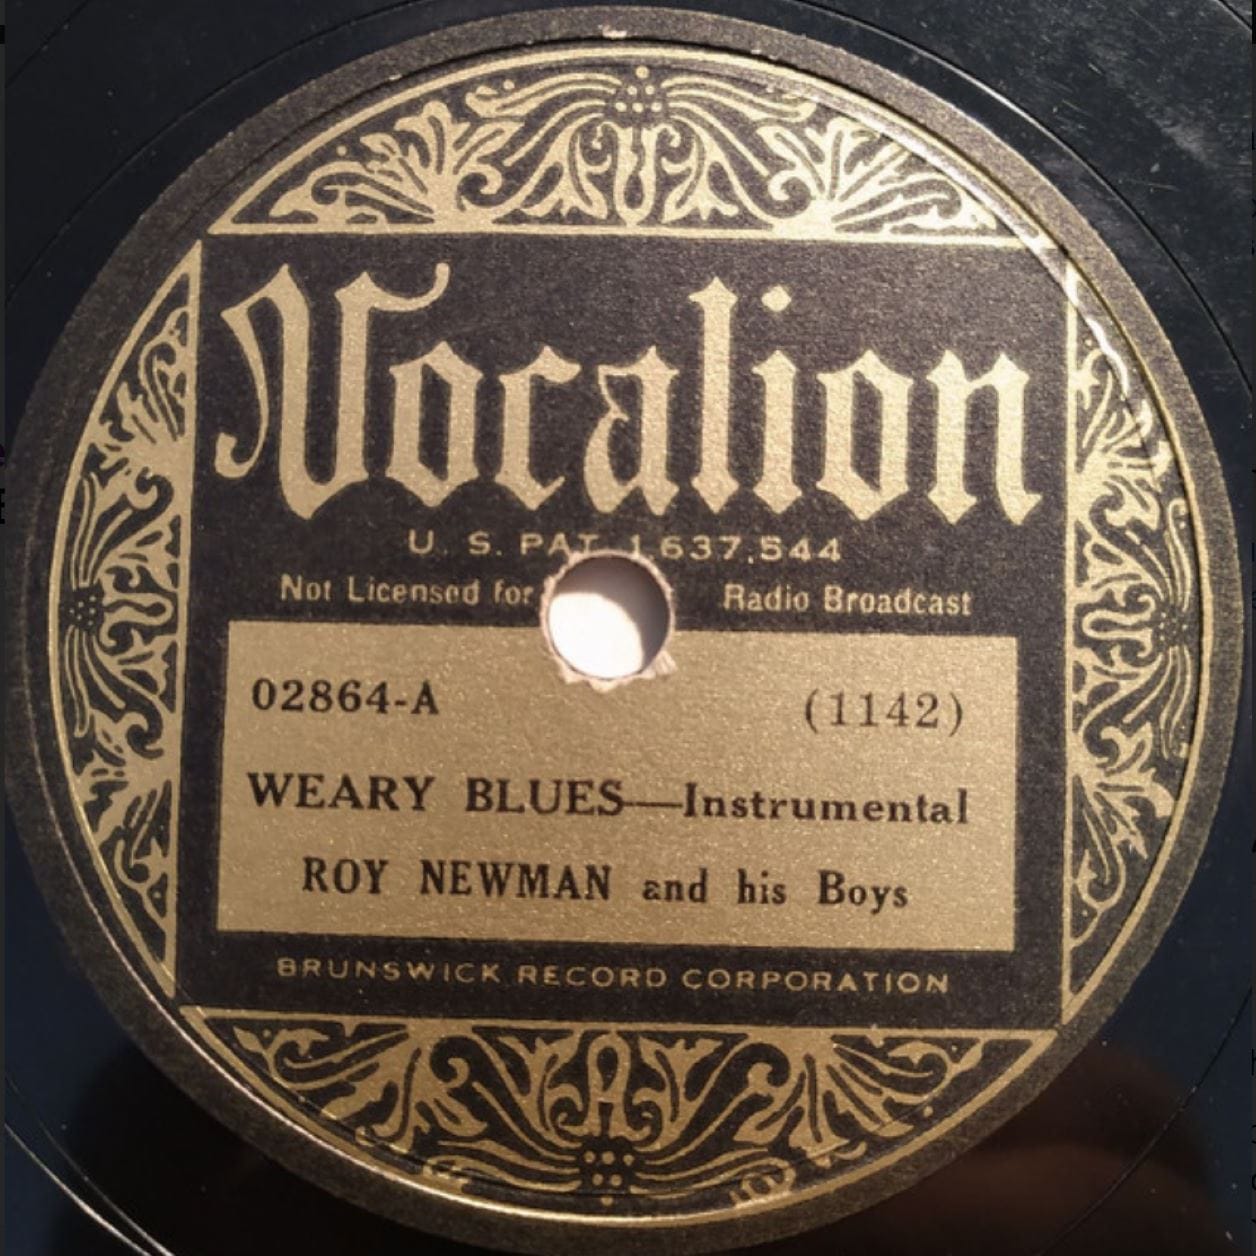 Vocalion
U. S. PAT. 1,637,544
Not Licensed for Radio Broadcast
02864-A (1142)
WEARY BLUES—Instrumental
ROY NEWMAN and his Boys
BRUNSWICK RECORD CORPORATION